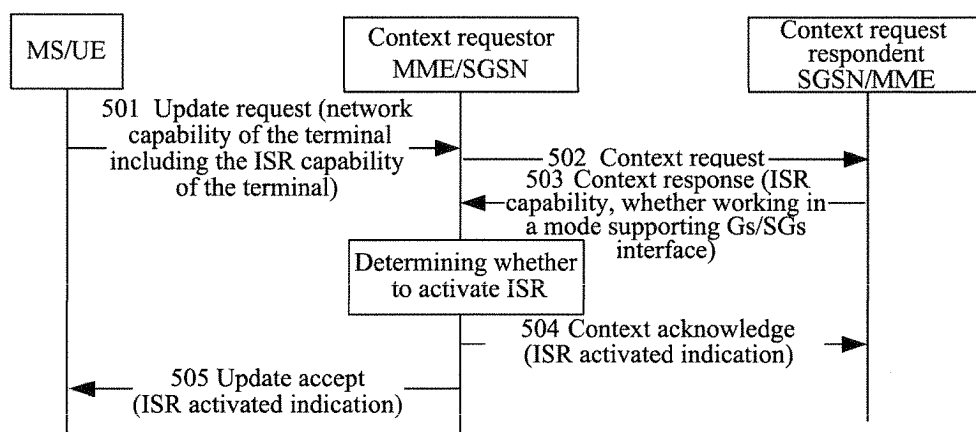 MS/UE
Context requestor
MME/SGSN
Context request
respondent
SGSN/MME
501 Update request (network
capability of the terminal
including the ISR capability
of the terminal)
502 Context request
503 Context response (ISR
capability, whether working in
a mode supporting Gs/SGs
interface)
Determining whether
to activate ISR
504 Context acknowledge
(ISR activated indication)
505 Update accept
(ISR activated indication)